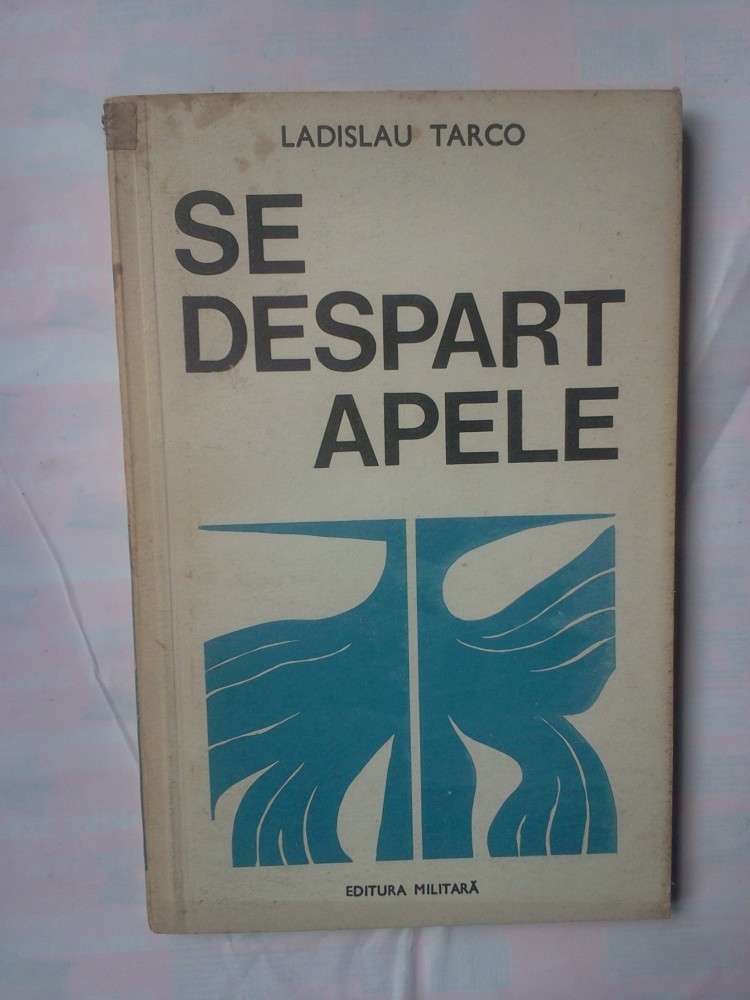 LADISLAU TARCO
SE
DESPART
APELE
EDITURA MILITARĂ